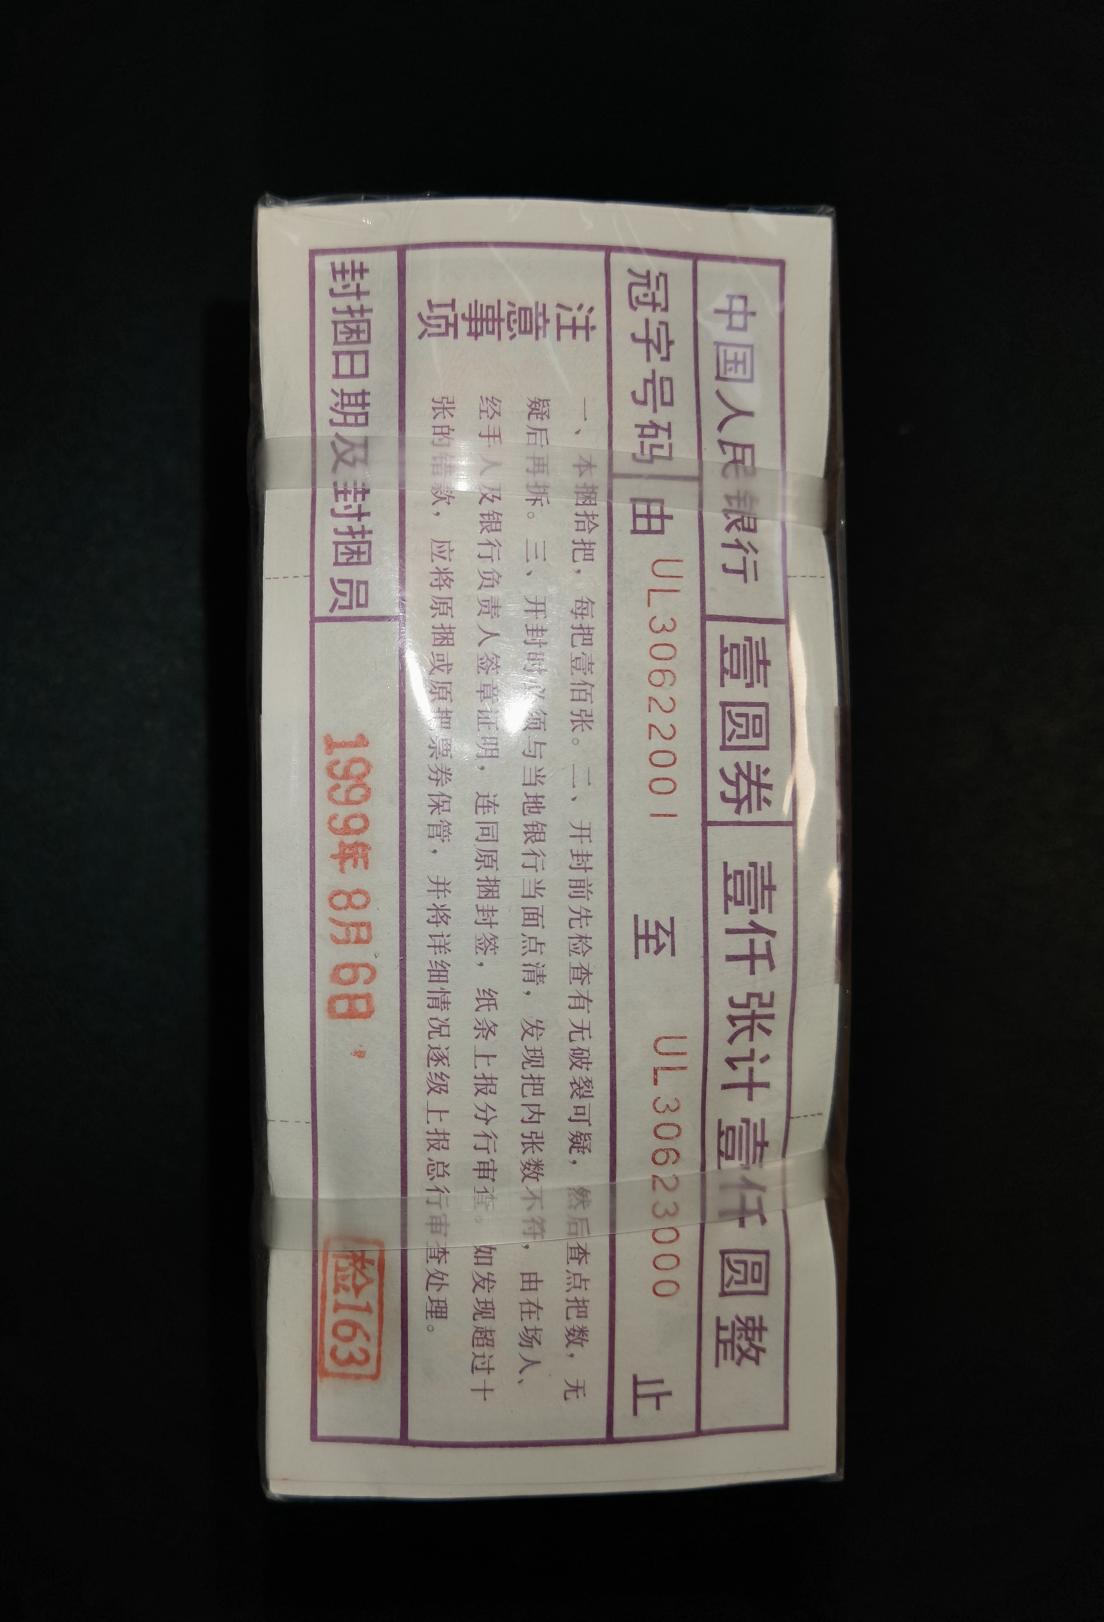 中国人民银行 壹圆券 壹仟张计壹仟圆整
冠字号码 由 UL30622001 至 UL30623000 止
注意事项
一、本捆拾把，每把壹佰张。二、开封前先检查有无破裂可疑，然后查点把数，无
疑后再拆。三、开封时必须与当地银行当面点清，发现把内张数不符，由在场人、
经手人及银行负责人签章证明，连同原捆封签，纸条上报分行审查。如发现超过十
张的错款，应将原捆或原把票券保管，并将详细情况逐级上报总行审查处理。
封捆日期及封捆员 1999年8月6日 检163